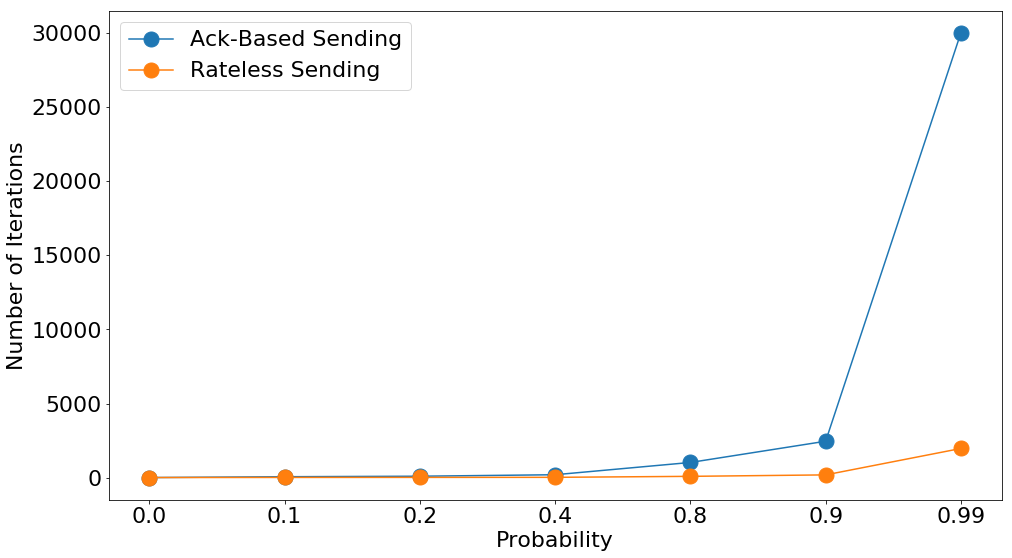 Ack-Based Sending
Rateless Sending
Number of Iterations
30000
25000
20000
15000
10000
5000
0
0.0 0.1 0.2 0.4 0.8 0.9 0.99
Probability